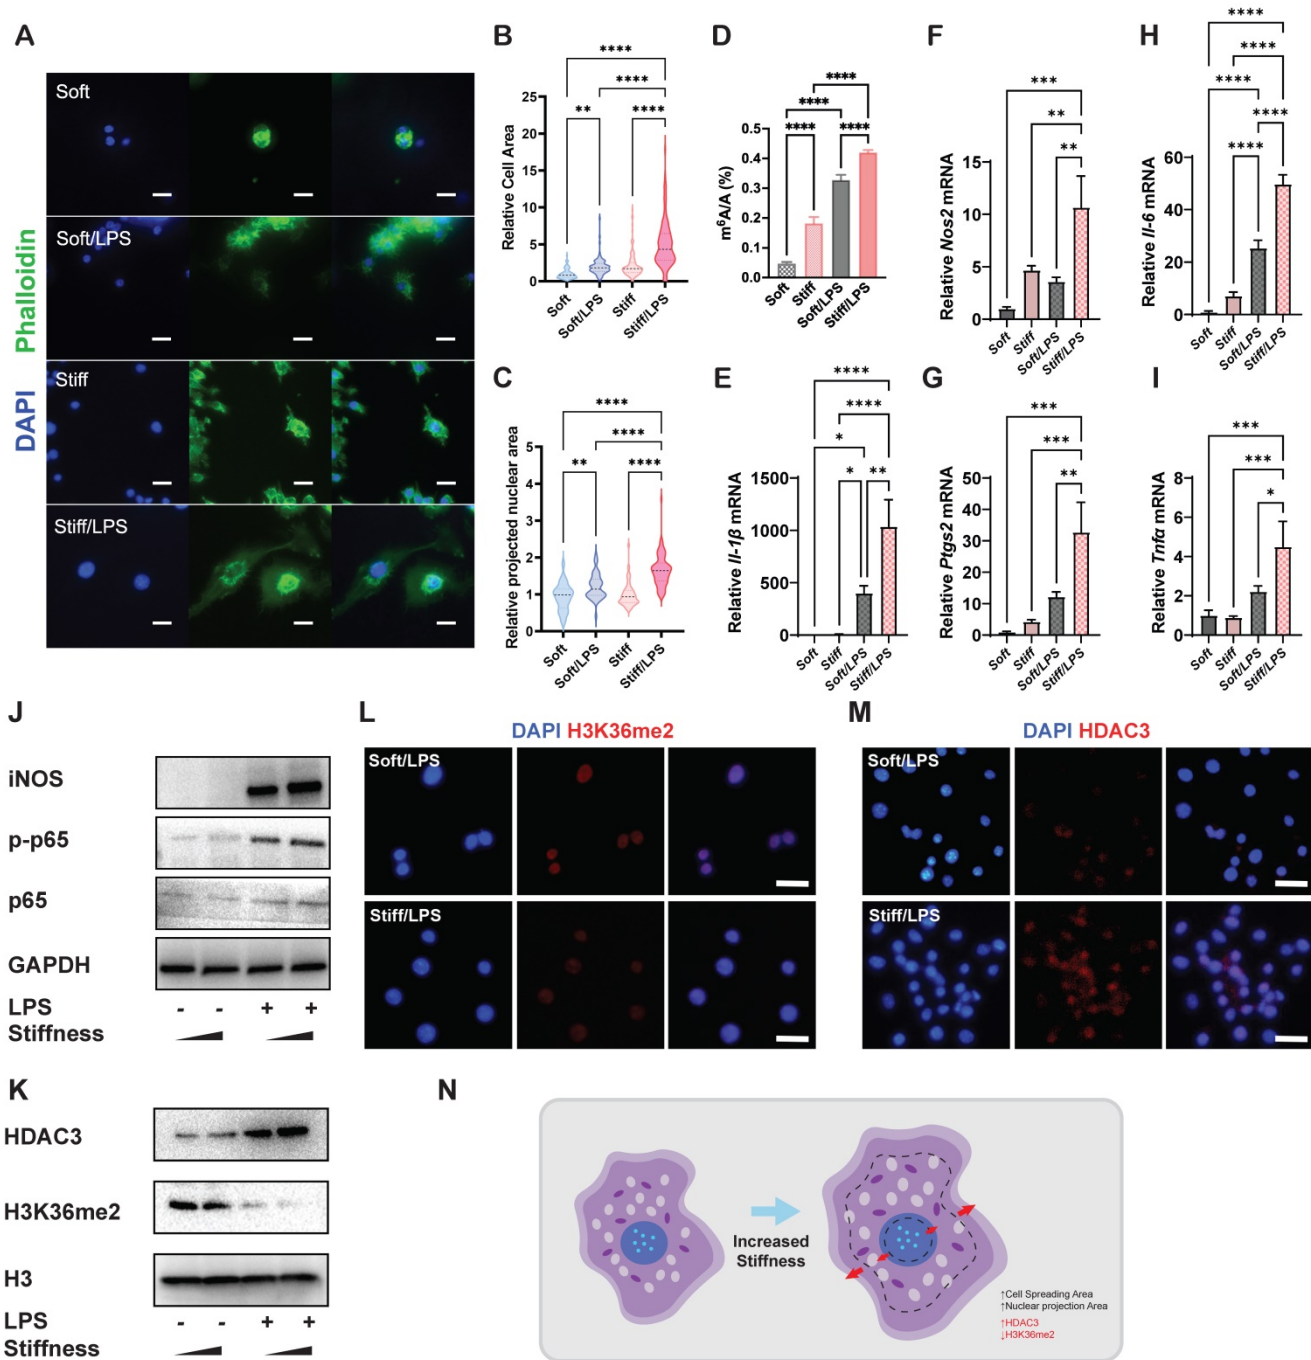 A
Phalloidin
DAPI
Soft
Soft/LPS
Stiff
Stiff/LPS
B
Relative Cell Area
25
20
15
10
5
0
**
****
****
****
Soft
Soft/LPS
Stiff
Stiff/LPS
C
Relative projected nuclear area
5
4
3
2
1
0
****
****
**
****
Soft
Soft/LPS
Stiff
Stiff/LPS
D
m⁶A/A (%)
0.5
0.4
0.3
0.2
0.1
0.0
****
****
****
****
Soft
Stiff
Soft/LPS
Stiff/LPS
E
Relative Il-1β mRNA
1500
1000
500
0
****
****
*
*
**
Soft
Stiff
Soft/LPS
Stiff/LPS
F
Relative Nos2 mRNA
15
10
5
0
***
**
**
Soft
Stiff
Soft/LPS
Stiff/LPS
G
Relative Ptgs2 mRNA
50
40
30
20
10
0
***
***
**
Soft
Stiff
Soft/LPS
Stiff/LPS
H
Relative Il-6 mRNA
60
40
20
0
****
****
****
****
****
Soft
Stiff
Soft/LPS
Stiff/LPS
I
Relative Tnfα mRNA
8
6
4
2
0
***
***
*
Soft
Stiff
Soft/LPS
Stiff/LPS
J
iNOS
p-p65
p65
GAPDH
LPS - - + +
Stiffness
K
HDAC3
H3K36me2
H3
LPS - - + +
Stiffness
L
DAPI H3K36me2
Soft/LPS
Stiff/LPS
M
DAPI HDAC3
Soft/LPS
Stiff/LPS
N
Increased
Stiffness
↑Cell Spreading Area
↑Nuclear projection Area
↑HDAC3
↓H3K36me2